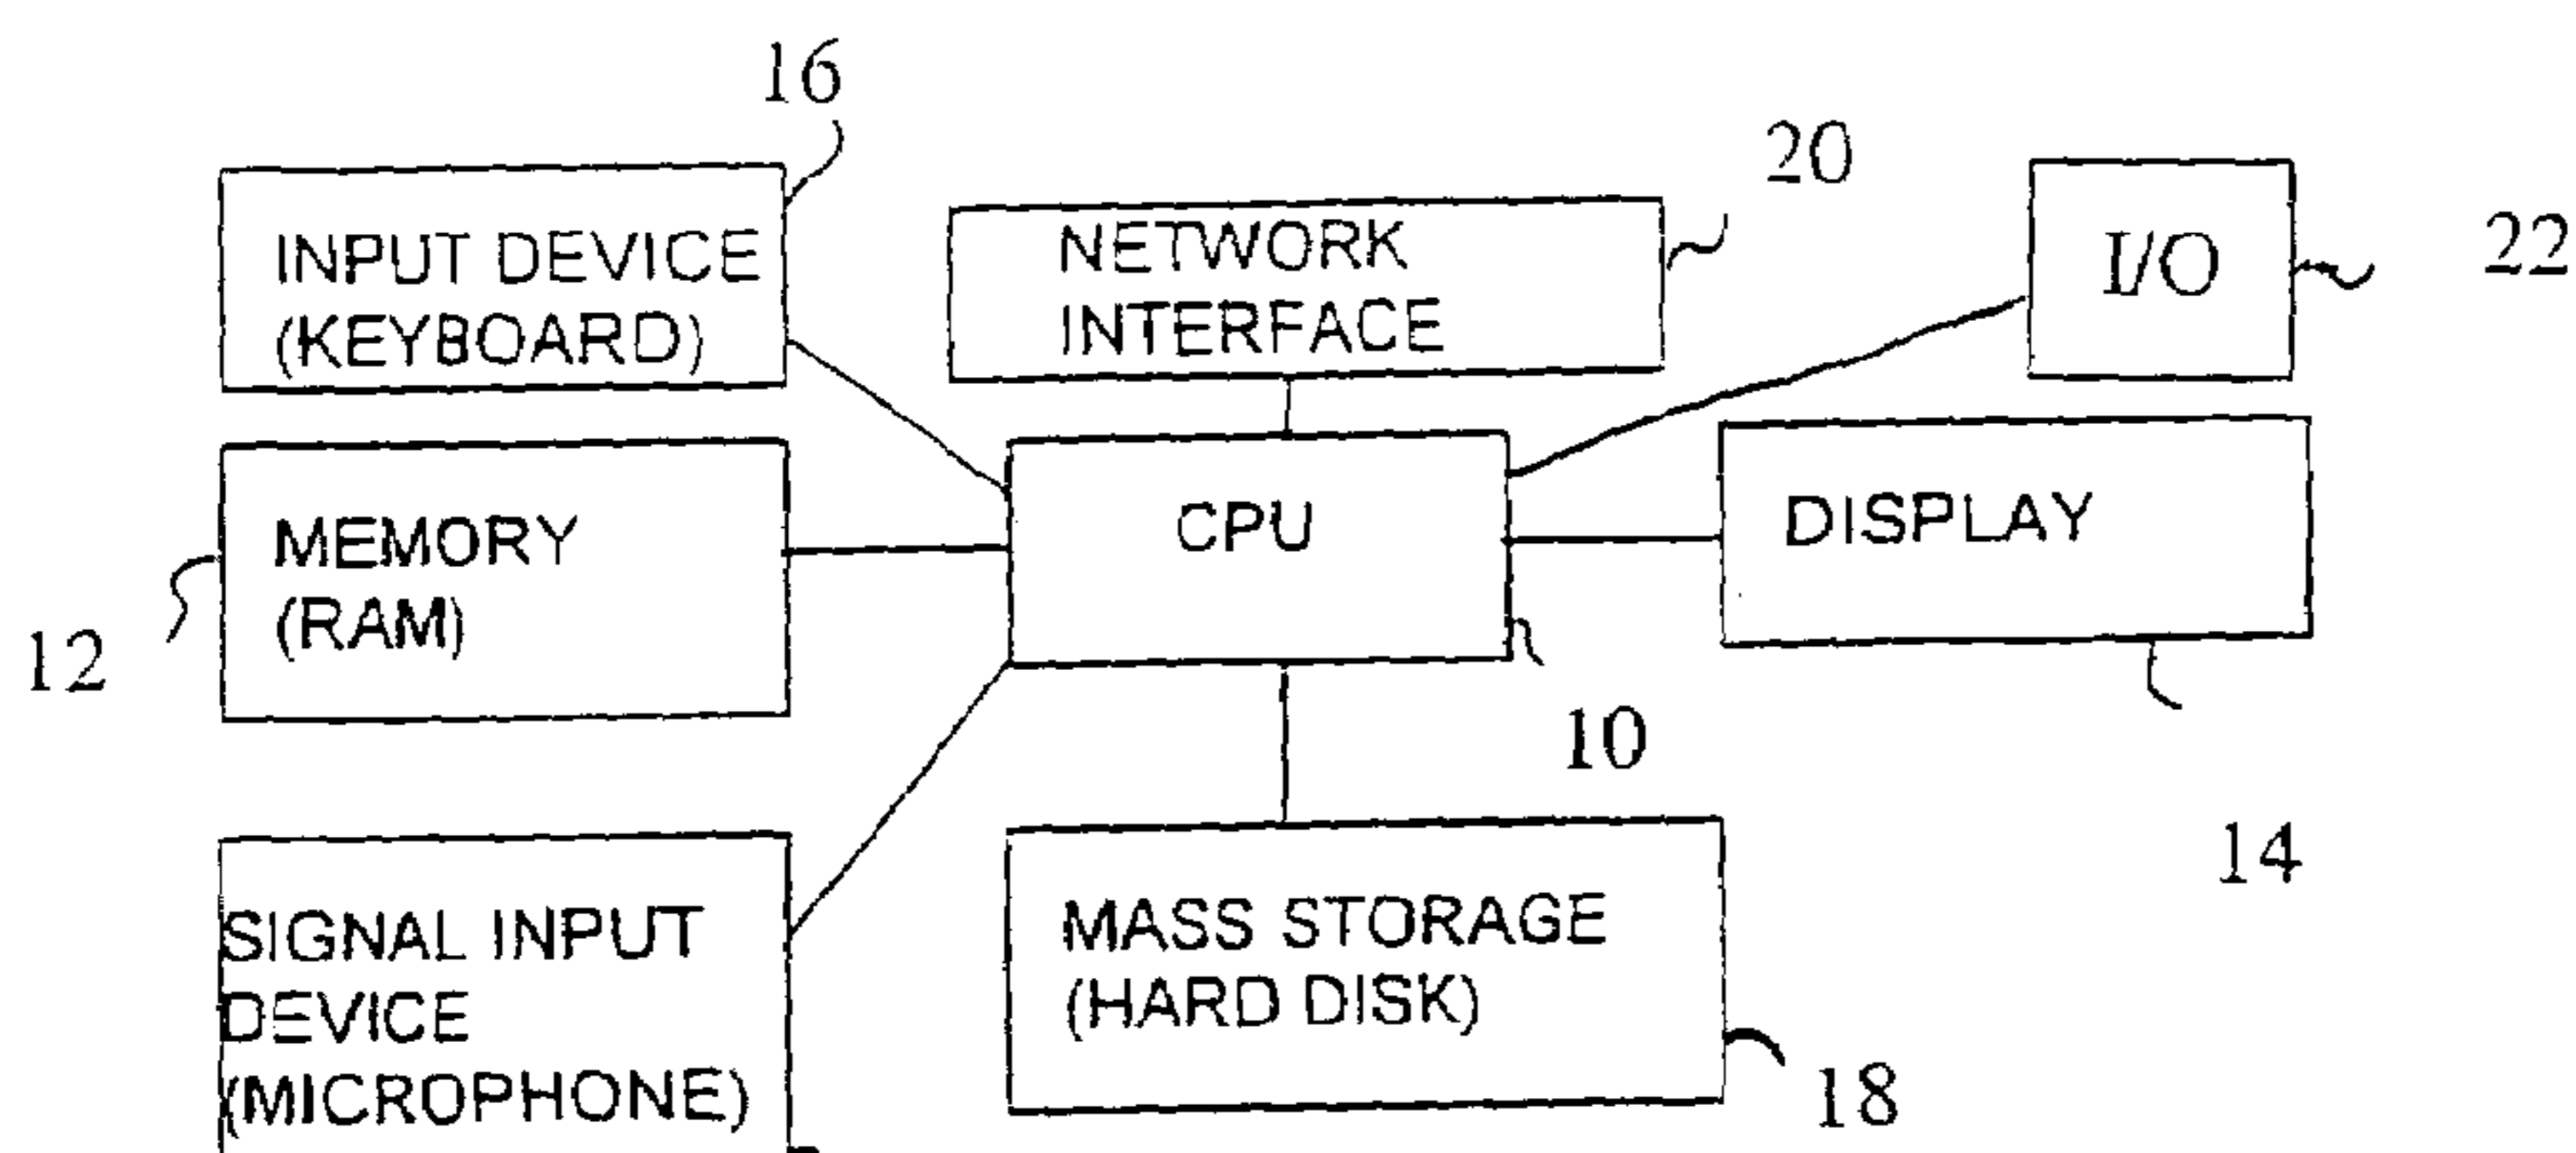 16
20
INPUT DEVICE
(KEYBOARD)
NETWORK
INTERFACE
I/O
22
MEMORY
(RAM)
12
CPU
10
DISPLAY
14
SIGNAL INPUT
DEVICE
(MICROPHONE)
MASS STORAGE
(HARD DISK)
18